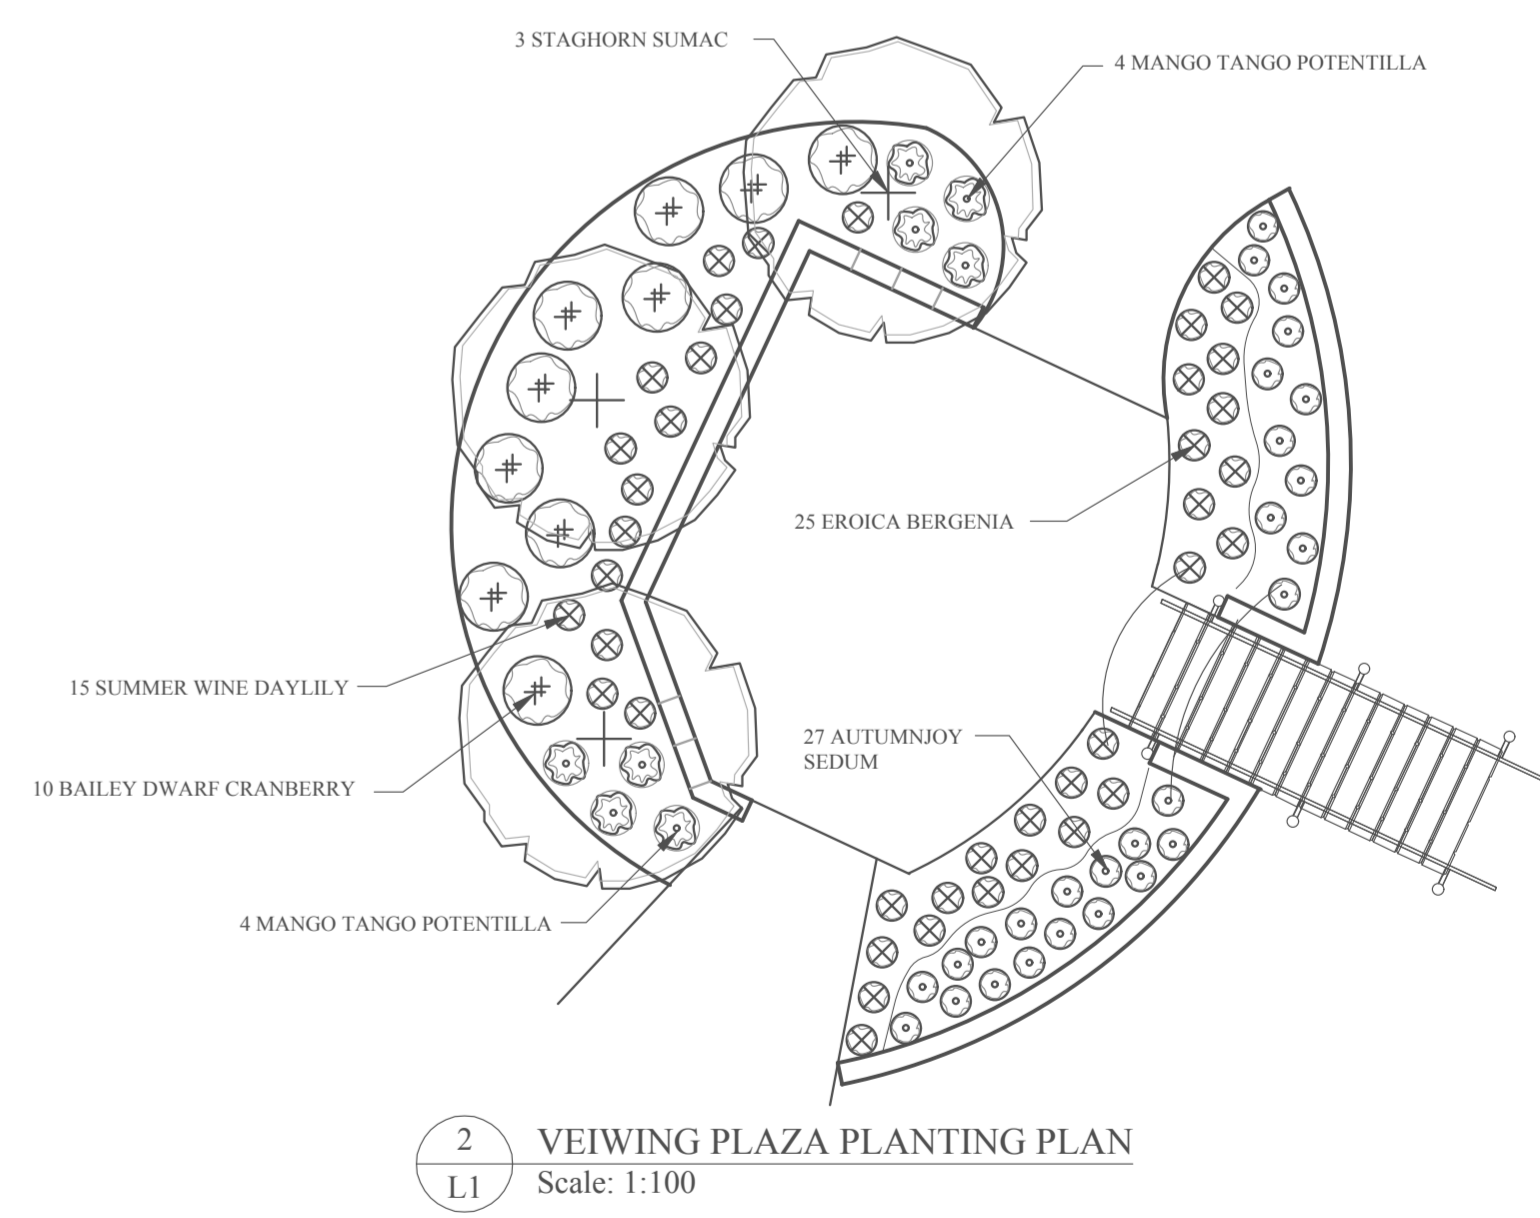 3 STAGHORN SUMAC
4 MANGO TANGO POTENTILLA
25 EROICA BERGENIA
15 SUMMER WINE DAYLILY
27 AUTUMNJOY
SEDUM
10 BAILEY DWARF CRANBERRY
4 MANGO TANGO POTENTILLA
2
L1
VEIWING PLAZA PLANTING PLAN
Scale: 1:100